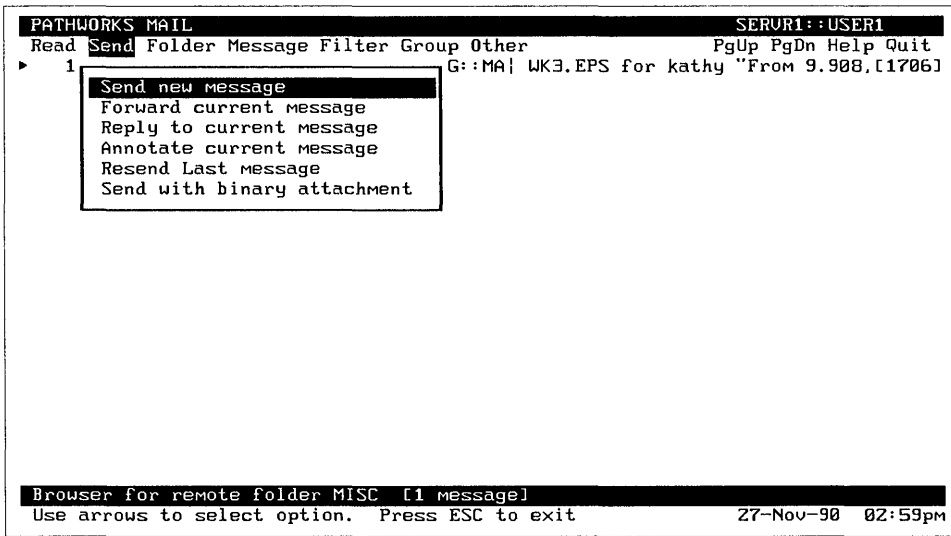 PATHWORKS MAIL SERVR1::USER1
Read Send Folder Message Filter Group Other PgUp PgDn Help Quit
► 1 G::MA| WK3.EPS for kathy "From 9.908,[1706]
Send new message
Forward current message
Reply to current message
Annotate current message
Resend Last message
Send with binary attachment
Browser for remote folder MISC [1 message]
Use arrows to select option. Press ESC to exit 27-Nov-90 02:59pm